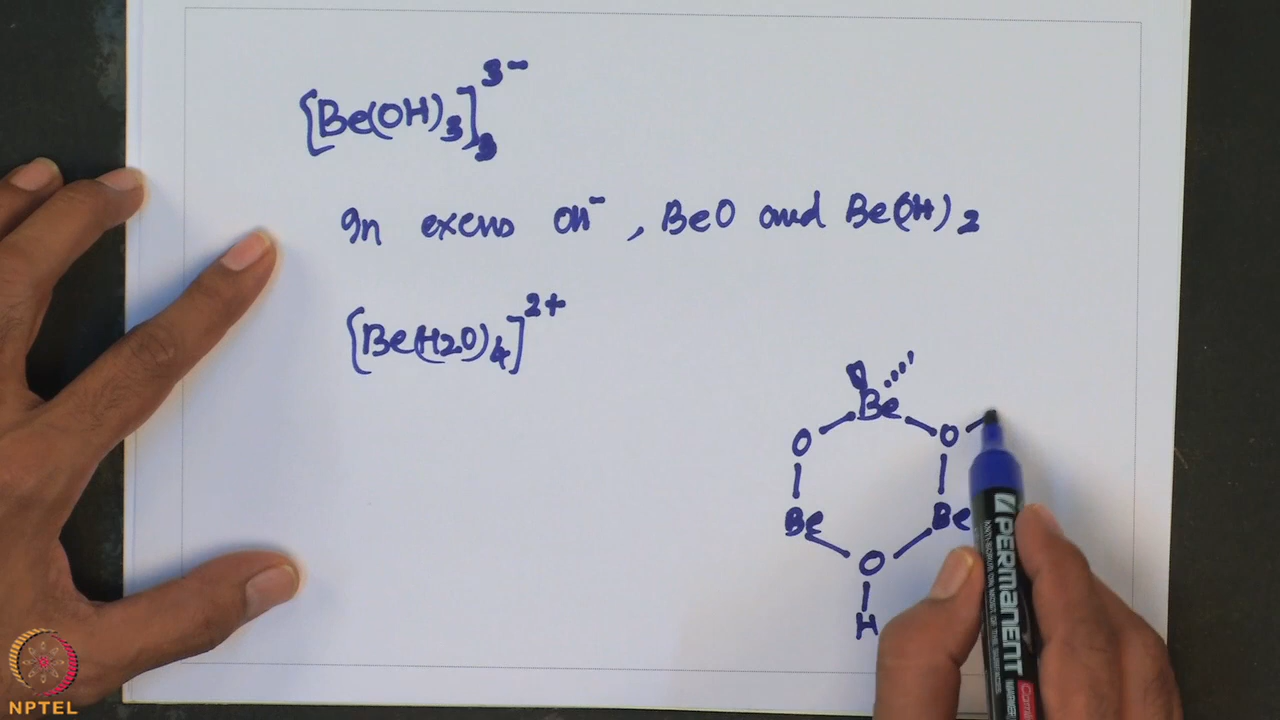 [Be(OH)3]3 3-
In excess OH-, BeO and Be(OH)2
[Be(H2O)4]2+
Be
O O
Be Be
O
H
PERMANENT
NPTEL